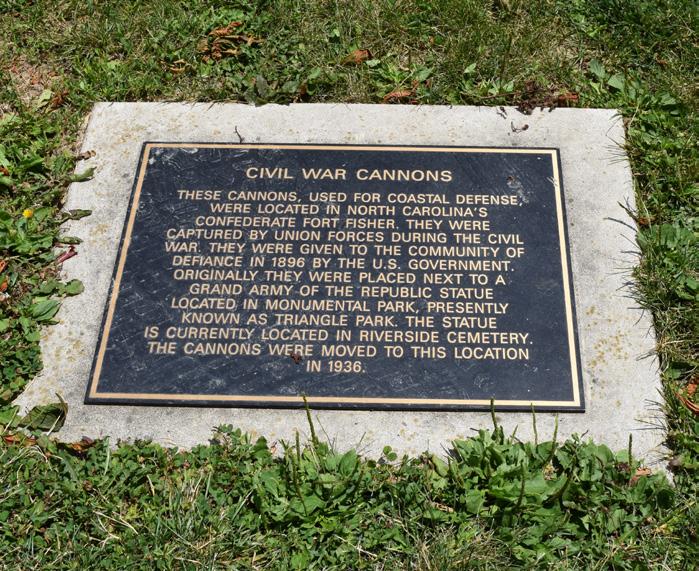 CIVIL WAR CANNONS
THESE CANNONS, USED FOR COASTAL DEFENSE,
WERE LOCATED IN NORTH CAROLINA'S
CONFEDERATE FORT FISHER. THEY WERE
CAPTURED BY UNION FORCES DURING THE CIVIL
WAR. THEY WERE GIVEN TO THE COMMUNITY OF
DEFIANCE IN 1896 BY THE U.S. GOVERNMENT.
ORIGINALLY THEY WERE PLACED NEXT TO A
GRAND ARMY OF THE REPUBLIC STATUE
LOCATED IN MONUMENTAL PARK, PRESENTLY
KNOWN AS TRIANGLE PARK. THE STATUE
IS CURRENTLY LOCATED IN RIVERSIDE CEMETERY.
THE CANNONS WERE MOVED TO THIS LOCATION
IN 1936.